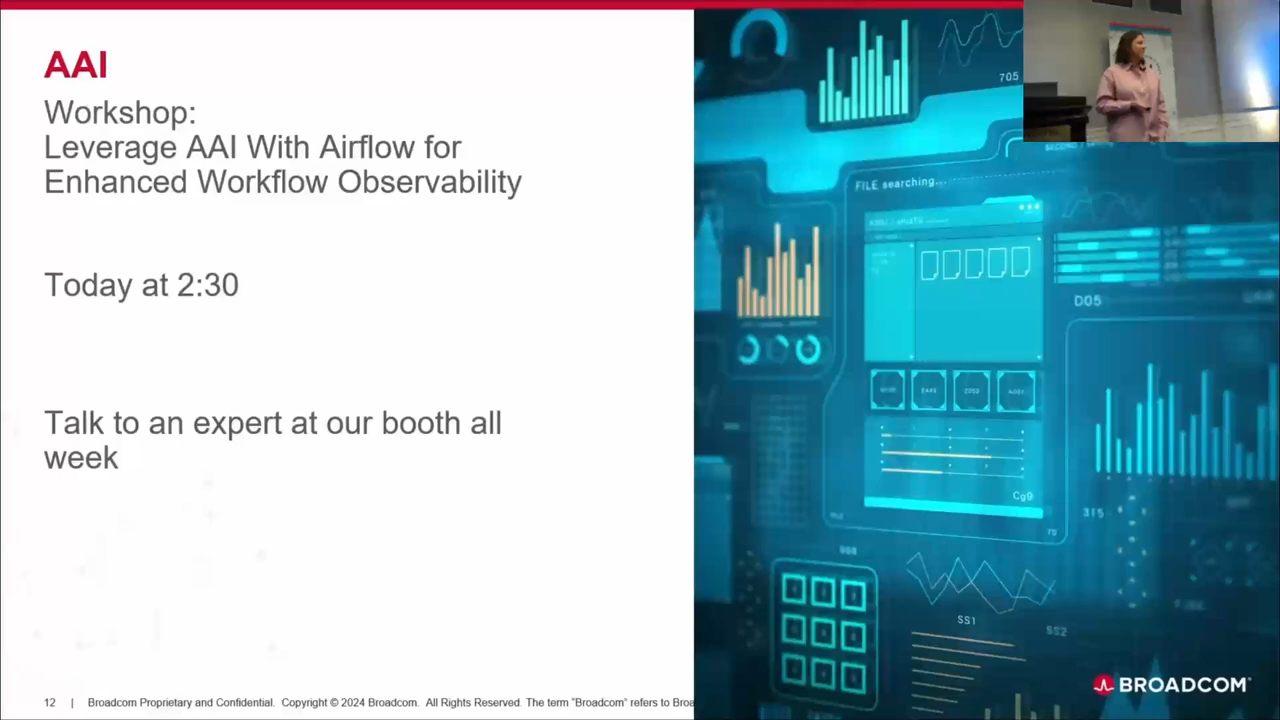 AAI
Workshop:
Leverage AAI With Airflow for
Enhanced Workflow Observability
Today at 2:30
Talk to an expert at our booth all
week
12 | Broadcom Proprietary and Confidential. Copyright © 2024 Broadcom. All Rights Reserved. The term “Broadcom” refers to Broa
705
FILE searching...
D05
Cg9
315
70
908
SS1
SS2
BROADCOM®